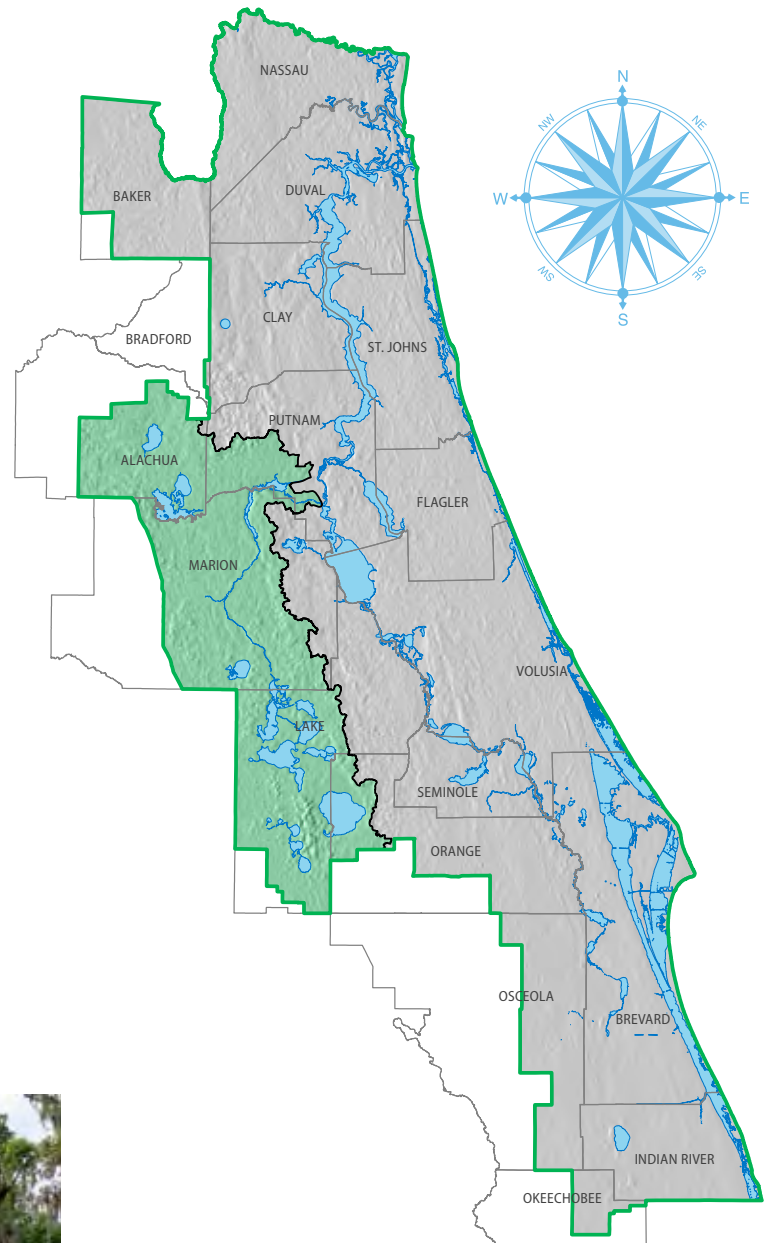 NASSAU
N
NW
NE
BAKER
DUVAL
W
E
SW
SE
S
CLAY
BRADFORD
ST. JOHNS
PUTNAM
ALACHUA
FLAGLER
MARION
VOLUSIA
LAKE
SEMINOLE
ORANGE
OSCEOLA
BREVARD
INDIAN RIVER
OKEECHOBEE